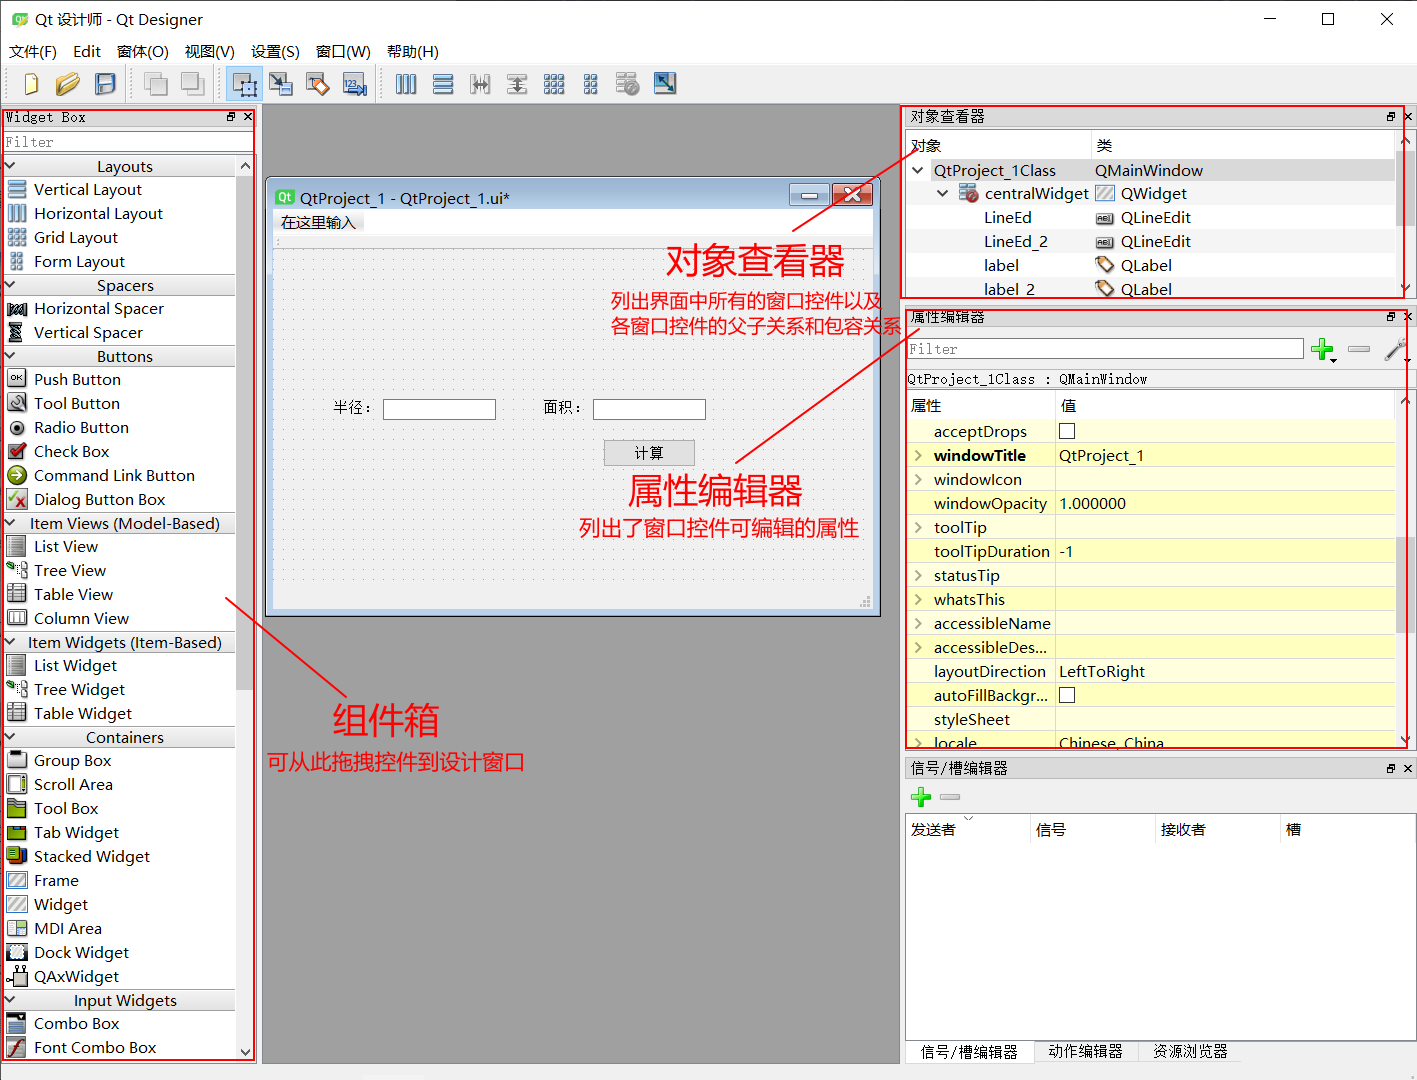 Qt 设计师 - Qt Designer
文件(F) Edit 窗体(O) 视图(V) 设置(S) 窗口(W) 帮助(H)
Widget Box
Filter
Layouts
Vertical Layout
Horizontal Layout
Grid Layout
Form Layout
Spacers
Horizontal Spacer
Vertical Spacer
Buttons
Push Button
Tool Button
Radio Button
Check Box
Command Link Button
Dialog Button Box
Item Views (Model-Based)
List View
Tree View
Table View
Column View
Item Widgets (Item-Based)
List Widget
Tree Widget
Table Widget
Containers
Group Box
Scroll Area
Tool Box
Tab Widget
Stacked Widget
Frame
Widget
MDI Area
Dock Widget
QAxWidget
Input Widgets
Combo Box
Font Combo Box
QtProject_1 - QtProject_1.ui*
在这里输入
对象查看器
列出界面中所有的窗口控件以及
各窗口控件的父子关系和包容关系
半径： 面积：
计算
属性编辑器
列出了窗口控件可编辑的属性
组件箱
可从此拖拽控件到设计窗口
对象查看器
对象 类
QtProject_1Class QMainWindow
centralWidget QWidget
LineEd QLineEdit
LineEd_2 QLineEdit
label QLabel
label_2 QLabel
属性编辑器
Filter
QtProject_1Class : QMainWindow
属性 值
acceptDrops
windowTitle QtProject_1
windowIcon
windowOpacity 1.000000
toolTip
toolTipDuration -1
statusTip
whatsThis
accessibleName
accessibleDes...
layoutDirection LeftToRight
autoFillBackgr...
styleSheet
locale Chinese, China
信号/槽编辑器
发送者 信号 接收者 槽
信号/槽编辑器 动作编辑器 资源浏览器